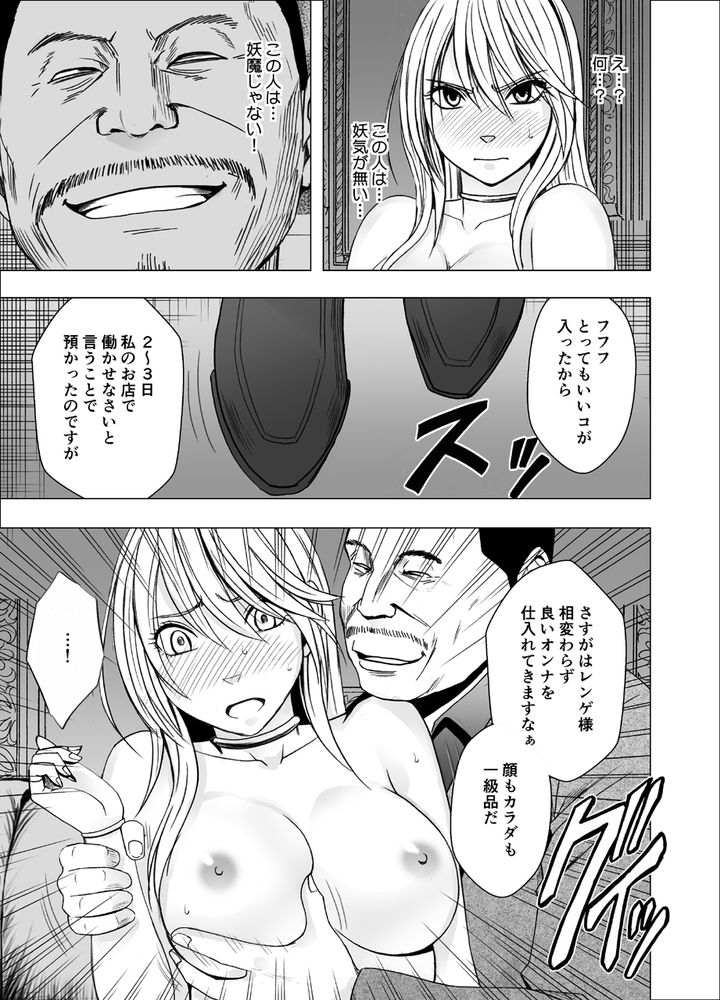 え…？
何…？
この人は…
妖気が無い…
この人は…
妖魔じゃない！
フフフ
とってもいいコが
入ったから
スッ
２～３日
私のお店で
働かせなさいと
言うことで
預かったのですが
さすがはレンゲ様
相変わらず
良いオンナを
仕入れてきますなぁ
顔もカラダも
一級品だ
…！
グイッ